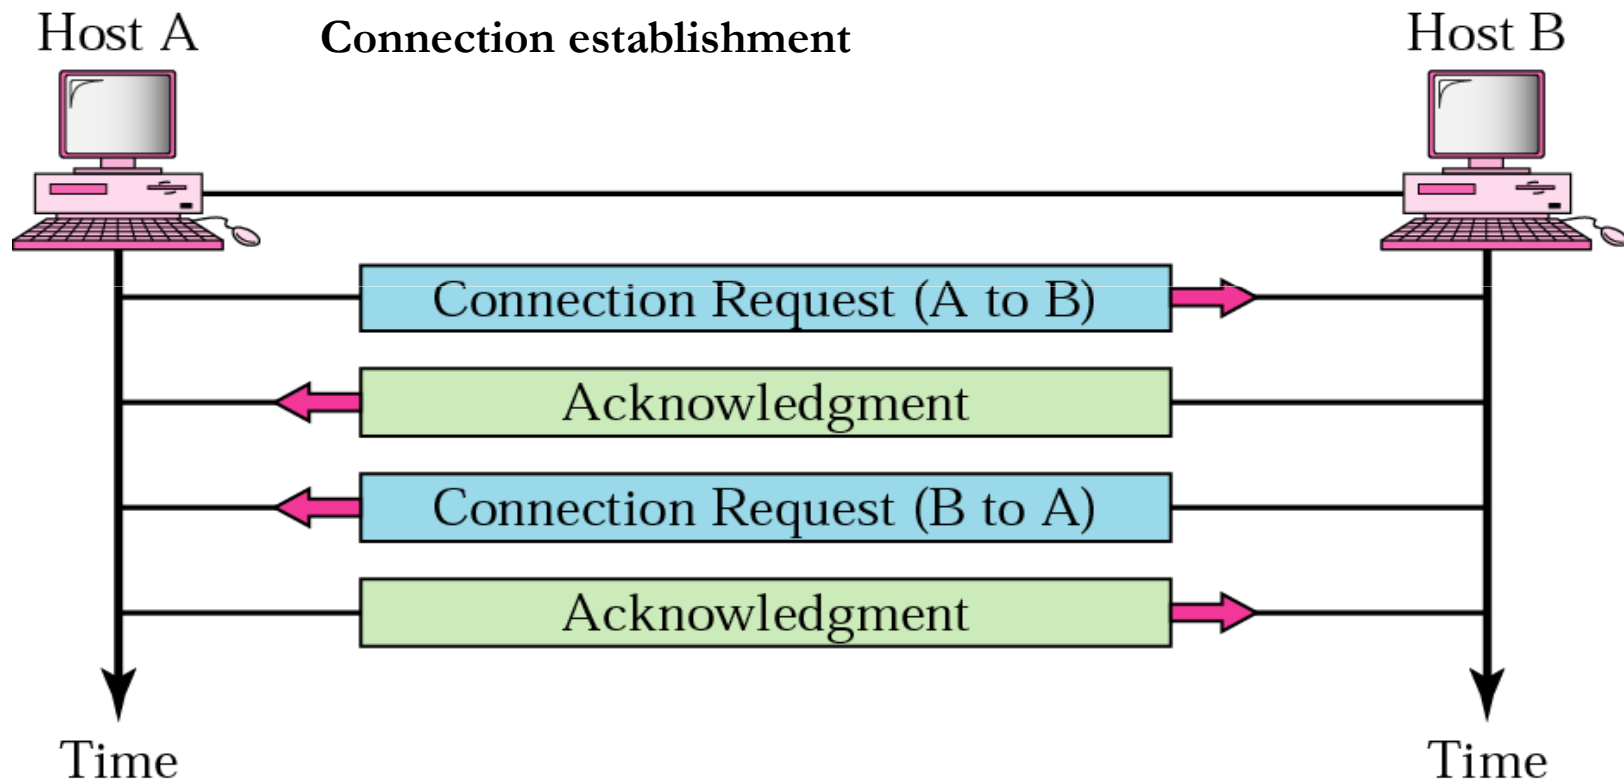 Host A
Connection establishment
Host B
Connection Request (A to B)
Acknowledgment
Connection Request (B to A)
Acknowledgment
Time
Time